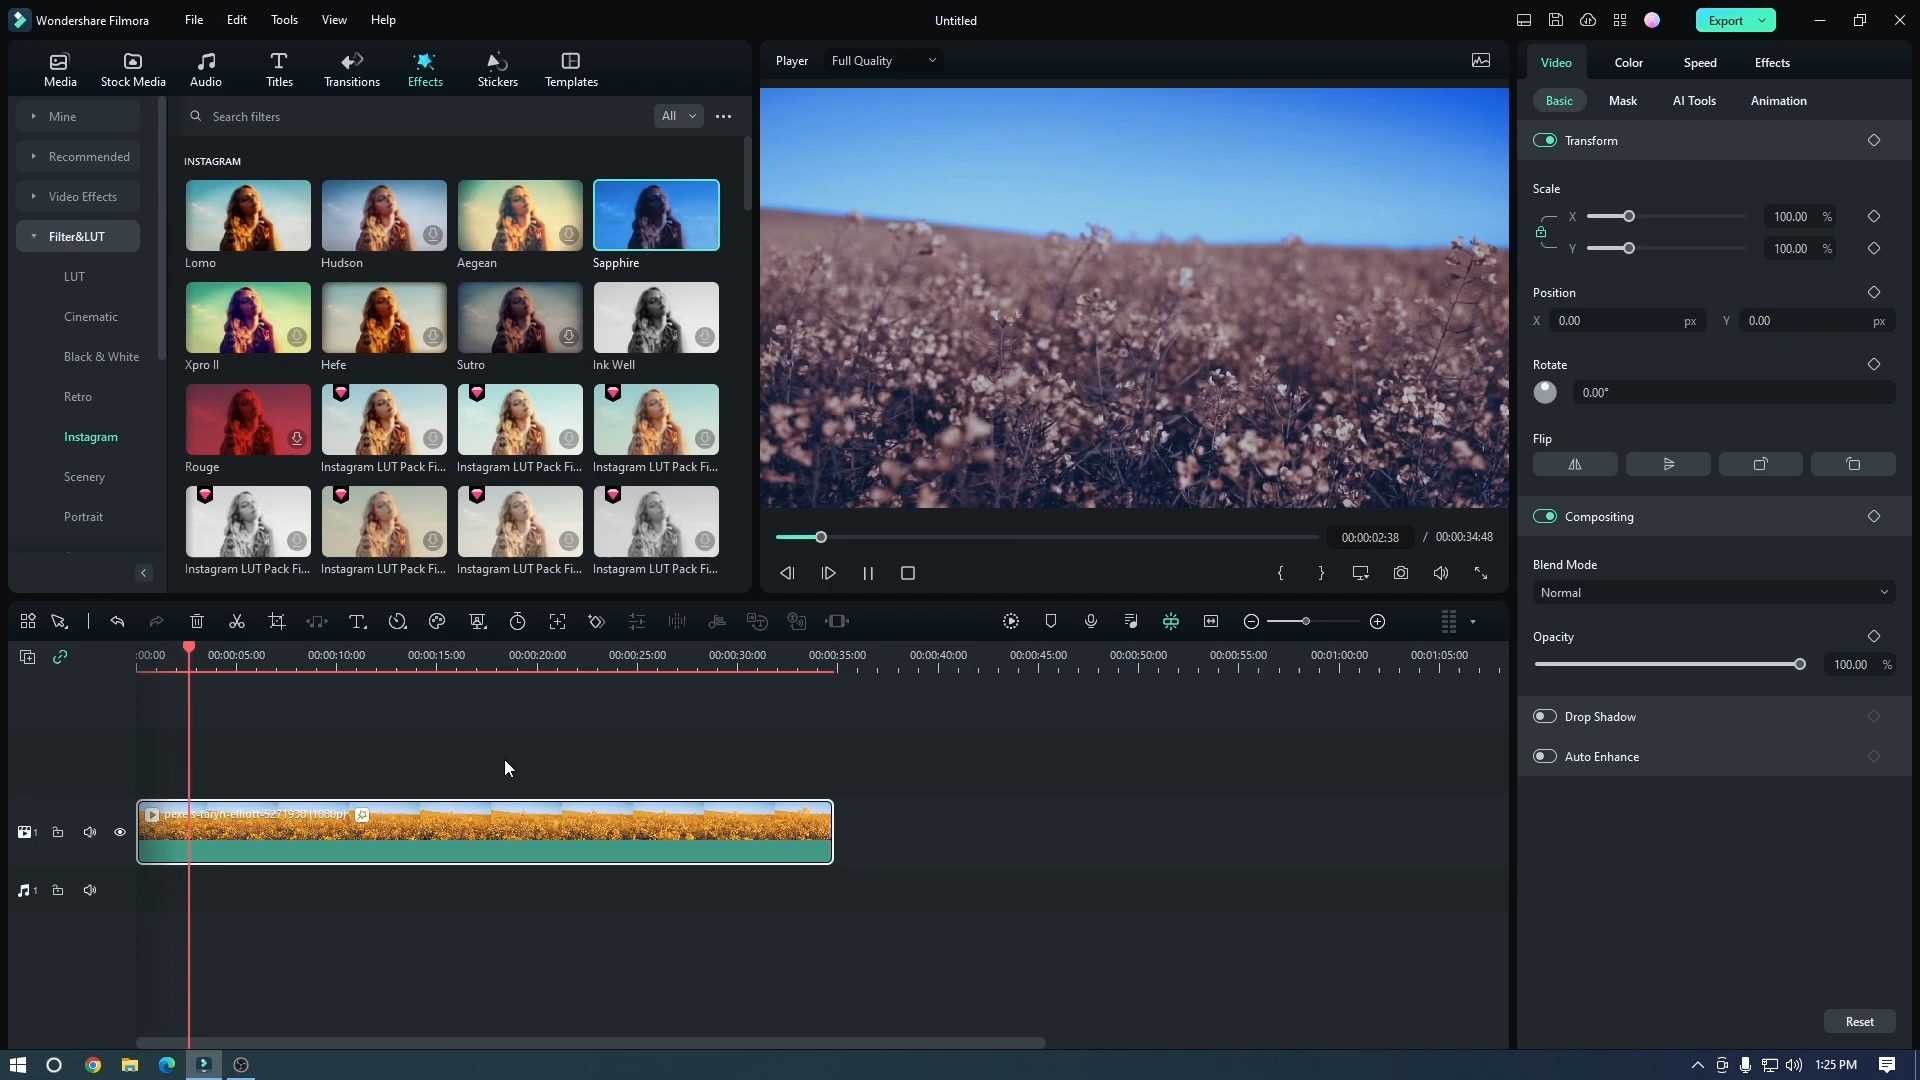 Wondershare Filmora
File
Edit
Tools
View
Help
Untitled
Export
Media
Stock Media
Audio
Titles
Transitions
Effects
Stickers
Templates
Player
Full Quality
Video
Color
Speed
Effects
Mine
Recommended
Video Effects
Filter&LUT
LUT
Cinematic
Black & White
Retro
Instagram
Scenery
Portrait
Search filters
All
INSTAGRAM
Lomo
Hudson
Aegean
Sapphire
Xpro II
Hefe
Sutro
Ink Well
Rouge
Instagram LUT Pack Fi...
Instagram LUT Pack Fi...
Instagram LUT Pack Fi...
Instagram LUT Pack Fi...
Instagram LUT Pack Fi...
Instagram LUT Pack Fi...
Instagram LUT Pack Fi...
00:00:02:38 / 00:00:34:48
Basic
Mask
AI Tools
Animation
Transform
Scale
X 100.00 %
Y 100.00 %
Position
X 0.00 px Y 0.00 px
Rotate
0.00°
Flip
Compositing
Blend Mode
Normal
Opacity
100.00 %
Drop Shadow
Auto Enhance
Reset
:00:00 00:00:05:00 00:00:10:00 00:00:15:00 00:00:20:00 00:00:25:00 00:00:30:00 00:00:35:00 00:00:40:00 00:00:45:00 00:00:50:00 00:00:55:00 00:01:00:00 00:01:05:00
pexels-taryn-elliott-5271930 (1080p)
1
1
1:25 PM